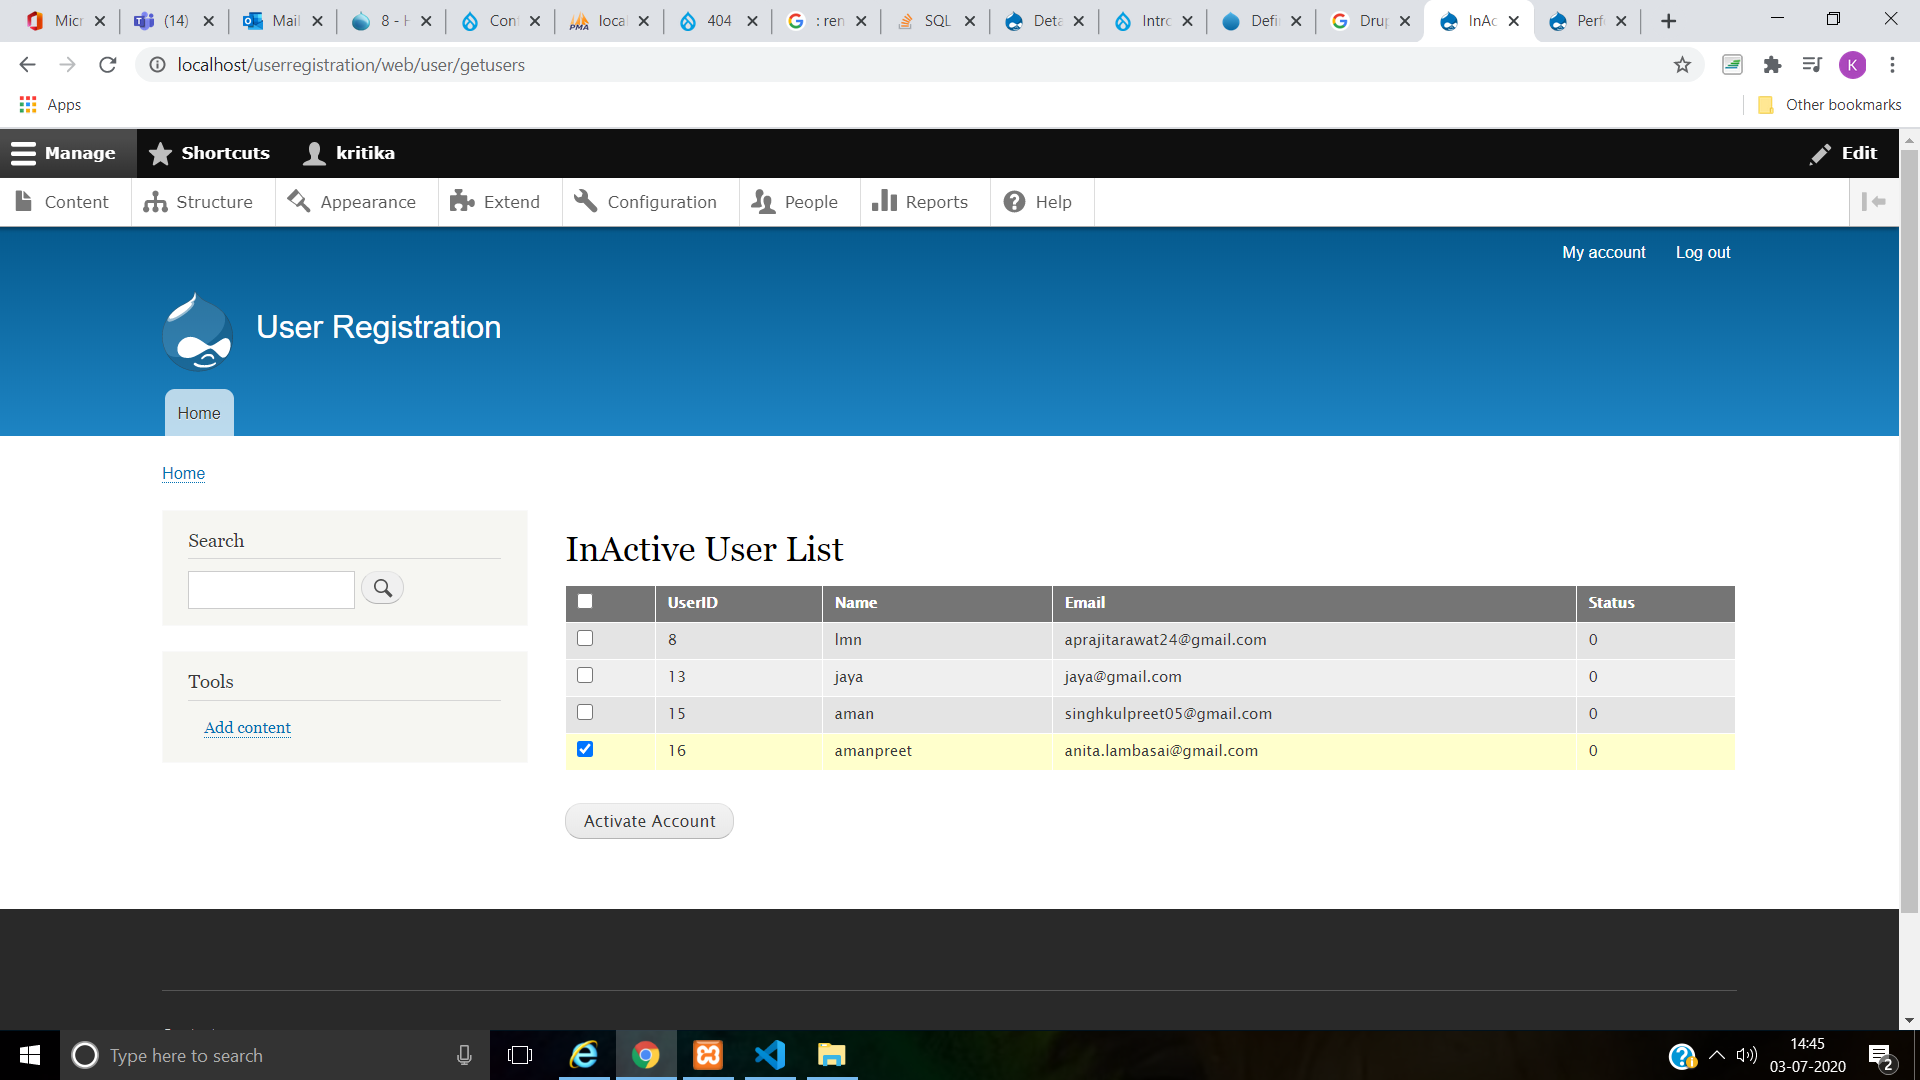 Micr
(14)
Mail
8 - H
Con
loca
404
: ren
SQL
Deta
Intro
Defi
Drup
InAc
Perf
localhost/userregistration/web/user/getusers
K
Apps
Other bookmarks
Manage
Shortcuts
kritika
Edit
Content
Structure
Appearance
Extend
Configuration
People
Reports
Help
My account
Log out
User Registration
Home
Home
Search
Tools
Add content
InActive User List
UserID Name Email Status
8 lmn aprajitarawat24@gmail.com 0
13 jaya jaya@gmail.com 0
15 aman singhkulpreet05@gmail.com 0
16 amanpreet anita.lambasai@gmail.com 0
Activate Account
Type here to search
14:45
03-07-2020
2